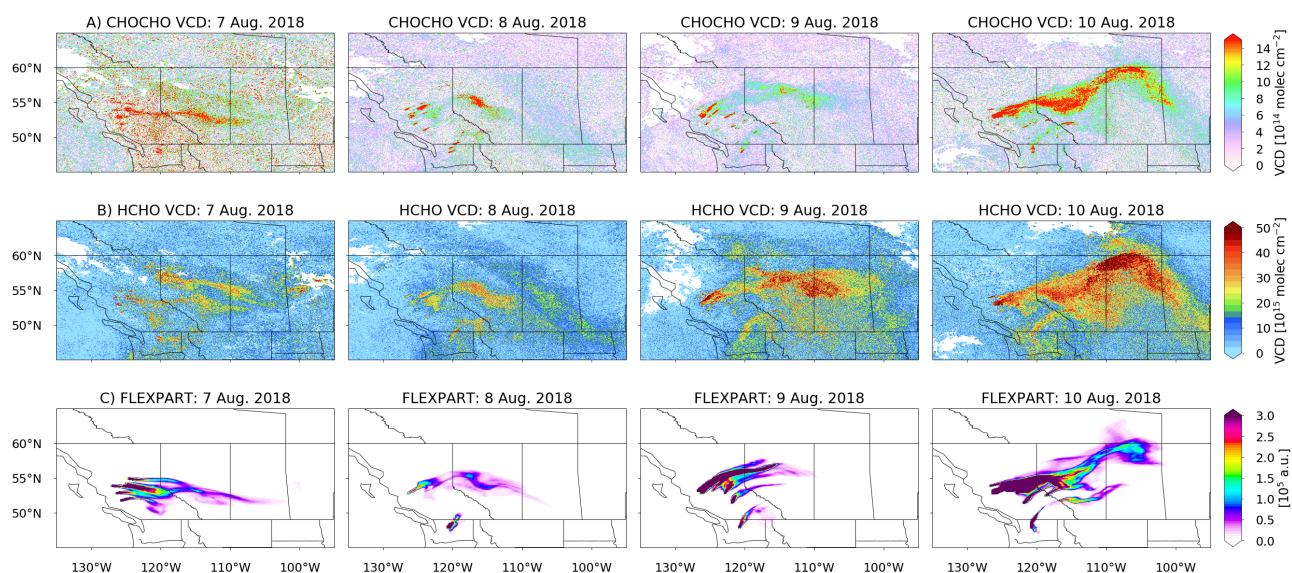 A) CHOCHO VCD: 7 Aug. 2018
CHOCHO VCD: 8 Aug. 2018
CHOCHO VCD: 9 Aug. 2018
CHOCHO VCD: 10 Aug. 2018
60°N
55°N
50°N
14
12
10
8
6
4
2
0
VCD [10¹⁴ molec cm⁻²]
B) HCHO VCD: 7 Aug. 2018
HCHO VCD: 8 Aug. 2018
HCHO VCD: 9 Aug. 2018
HCHO VCD: 10 Aug. 2018
60°N
55°N
50°N
50
40
30
20
10
0
VCD [10¹⁵ molec cm⁻²]
C) FLEXPART: 7 Aug. 2018
FLEXPART: 8 Aug. 2018
FLEXPART: 9 Aug. 2018
FLEXPART: 10 Aug. 2018
60°N
55°N
50°N
3.0
2.5
2.0
1.5
1.0
0.5
0.0
[10⁵ a.u.]
130°W 120°W 110°W 100°W
130°W 120°W 110°W 100°W
130°W 120°W 110°W 100°W
130°W 120°W 110°W 100°W